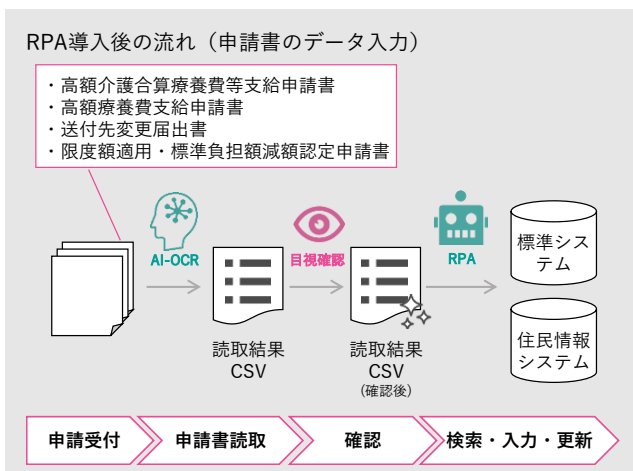 RPA導入後の流れ（申請書のデータ入力）
・高額介護合算療養費等支給申請書
・高額療養費支給申請書
・送付先変更届出書
・限度額適用・標準負担額減額認定申請書
AI-OCR
目視確認
RPA
標準シス
テム
住民情報
システム
読取結果
CSV
読取結果
CSV
(確認後)
申請受付
申請書読取
確認
検索・入力・更新